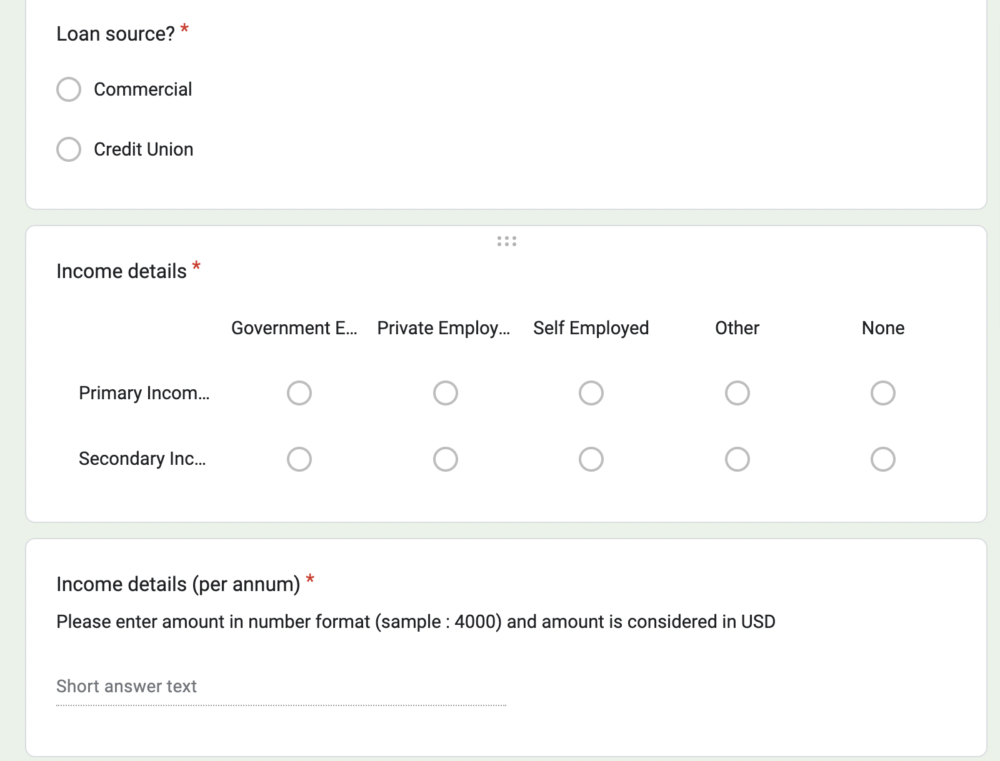 Loan source? *
Commercial
Credit Union
Income details *
Government E... Private Employ... Self Employed Other None
Primary Incom...
Secondary Inc...
Income details (per annum) *
Please enter amount in number format (sample : 4000) and amount is considered in USD
Short answer text